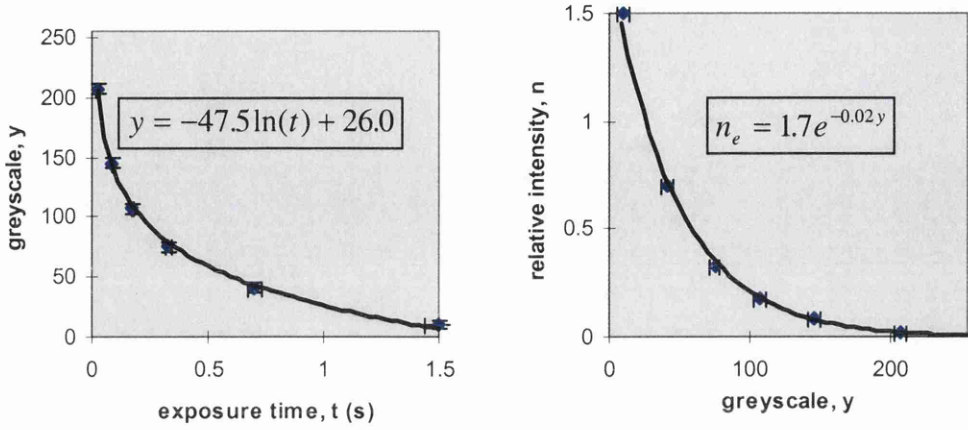 250
200
150
100
50
0
greyscale, y
y = −47.5ln(t) + 26.0
0 0.5 1 1.5
exposure time, t (s)
1.5
1
0.5
0
relative intensity, n
nₑ = 1.7e^{−0.02y}
0 100 200
greyscale, y